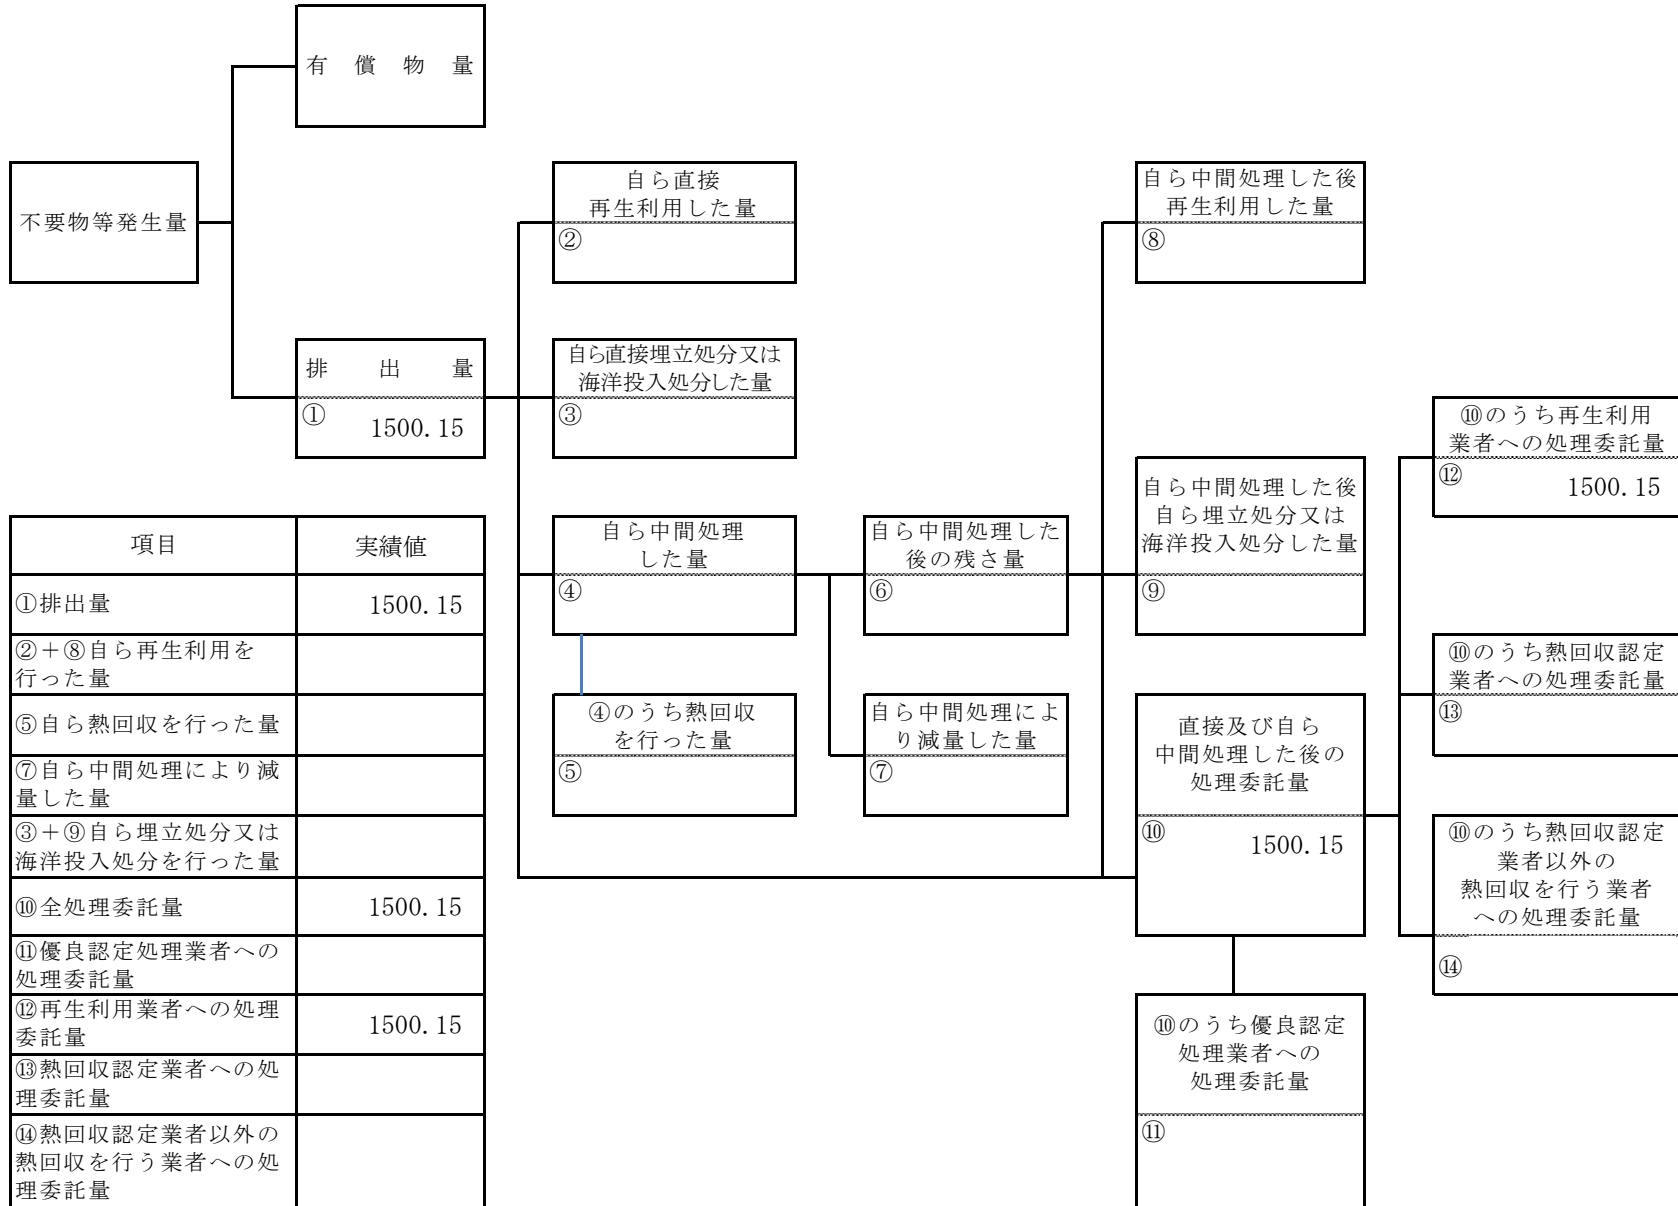 有償物量
不要物等発生量
排出量
① 1500.15
自ら直接
再生利用した量
②
自ら直接埋立処分又は
海洋投入処分した量
③
自ら中間処理
した量
④
④のうち熱回収
を行った量
⑤
自ら中間処理した
後の残さ量
⑥
自ら中間処理によ
り減量した量
⑦
自ら中間処理した後
再生利用した量
⑧
自ら中間処理した後
自ら埋立処分又は
海洋投入処分した量
⑨
直接及び自ら
中間処理した後の
処理委託量
⑩ 1500.15
⑩のうち優良認定
処理業者への
処理委託量
⑪
⑩のうち再生利用
業者への処理委託量
⑫ 1500.15
⑩のうち熱回収認定
業者への処理委託量
⑬
⑩のうち熱回収認定
業者以外の
熱回収を行う業者
への処理委託量
⑭
項目 実績値
①排出量 1500.15
②+⑧自ら再生利用を
行った量
⑤自ら熱回収を行った量
⑦自ら中間処理により減
量した量
③+⑨自ら埋立処分又は
海洋投入処分を行った量
⑩全処理委託量 1500.15
⑪優良認定処理業者への
処理委託量
⑫再生利用業者への処理
委託量 1500.15
⑬熱回収認定業者への処
理委託量
⑭熱回収認定業者以外の
熱回収を行う業者への処
理委託量